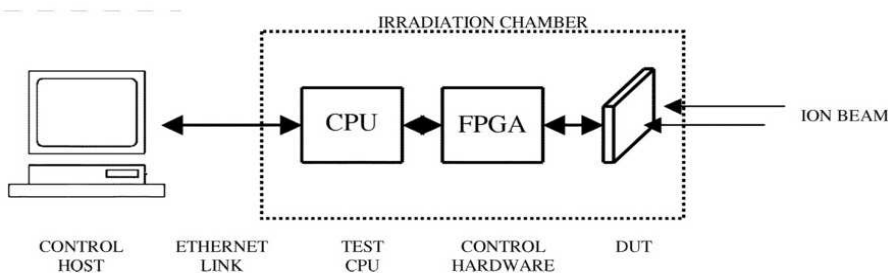 IRRADIATION CHAMBER
CPU
FPGA
ION BEAM
CONTROL
HOST
ETHERNET
LINK
TEST
CPU
CONTROL
HARDWARE
DUT